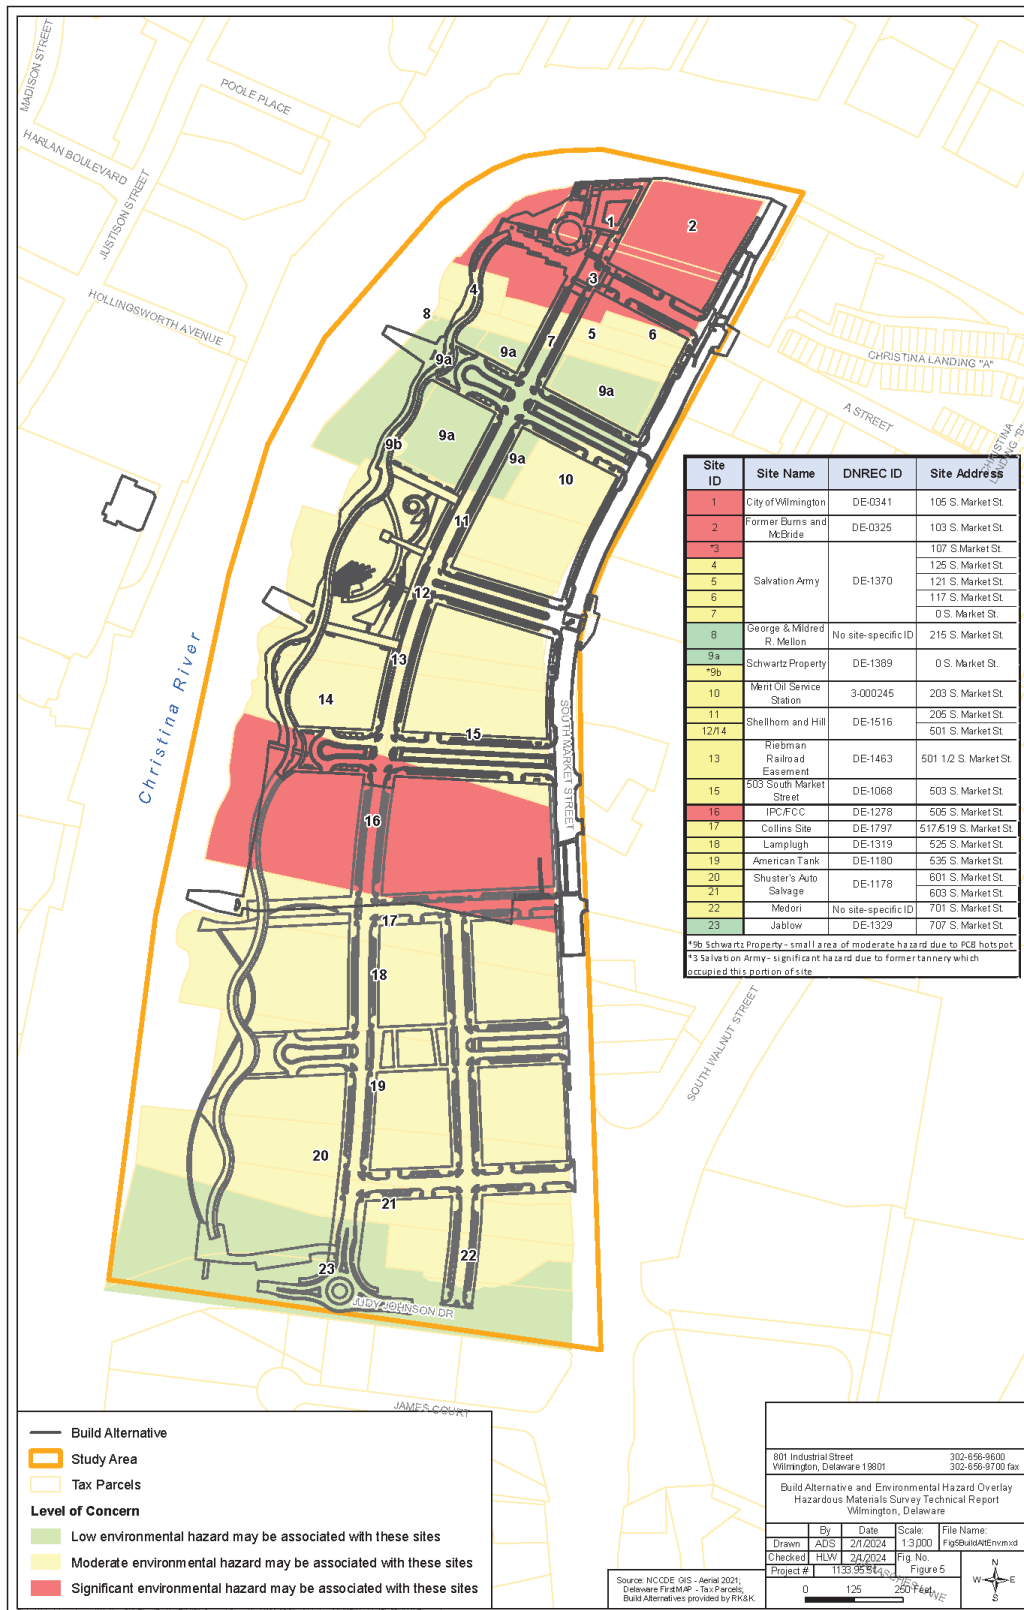 MADISON STREET
POOLE PLACE
HARLAN BOULEVARD
JUSTISON STREET
HOLLINGSWORTH AVENUE
1
2
3
4
8
7
5
6
9a
9a
9a
9a
9b
9a
10
11
12
13
14
15
16
17
18
19
20
21
22
23
CHRISTINA LANDING "A"
A STREET
CHRISTINA LANDING "B"
Christina River
SOUTH MARKET STREET
SOUTH WALNUT STREET
JUDY JOHNSON DR
JAMES COURT
Site ID Site Name DNREC ID Site Address
1 City of Wilmington DE-0341 105 S. Market St.
2 Former Burns and McBride DE-0325 103 S. Market St.
*3 Salvation Army DE-1370 107 S.Market St.
4 125 S. Market St.
5 121 S. Market St.
6 117 S. Market St.
7 0 S. Market St.
8 George & Mildred R. Mellon No site-specific ID 215 S. Market St.
9a Schwartz Property DE-1389 0 S. Market St.
*9b
10 Merit Oil Service Station 3-000245 203 S. Market St.
11 Shellhorn and Hill DE-1516 205 S. Market St.
12/14 501 S. Market St.
13 Riebman Railroad Easement DE-1463 501 1/2 S. Market St.
15 503 South Market Street DE-1068 503 S. Market St.
16 IPC/FCC DE-1278 505 S. Market St.
17 Collins Site DE-1797 517/519 S. Market St.
18 Lamplugh DE-1319 525 S. Market St.
19 American Tank DE-1180 535 S. Market St.
20 Shuster's Auto Salvage DE-1178 601 S. Market St.
21 603 S. Market St.
22 Medori No site-specific ID 701 S. Market St.
23 Jablow DE-1329 707 S. Market St.
*9b Schwartz Property - small area of moderate hazard due to PCB hotspot
*3 Salvation Army - significant hazard due to former tannery which
occupied this portion of site
Build Alternative
Study Area
Tax Parcels
Level of Concern
Low environmental hazard may be associated with these sites
Moderate environmental hazard may be associated with these sites
Significant environmental hazard may be associated with these sites
Source: NCCDE GIS - Aerial 2021;
Delaware FirstMAP - Tax Parcels;
Build Alternatives provided by RK&K.
801 Industrial Street 302-656-9600
Wilmington, Delaware 19801 302-656-9700 fax
Build Alternative and Environmental Hazard Overlay
Hazardous Materials Survey Technical Report
Wilmington, Delaware
By Date Scale: File Name:
Drawn ADS 2/1/2024 1:3,000 Fig5BuildAltEnv.mxd
Checked HLW 2/1/2024 Fig. No.
Project # Figure 5
0 125 250 Feet
N
W E
S